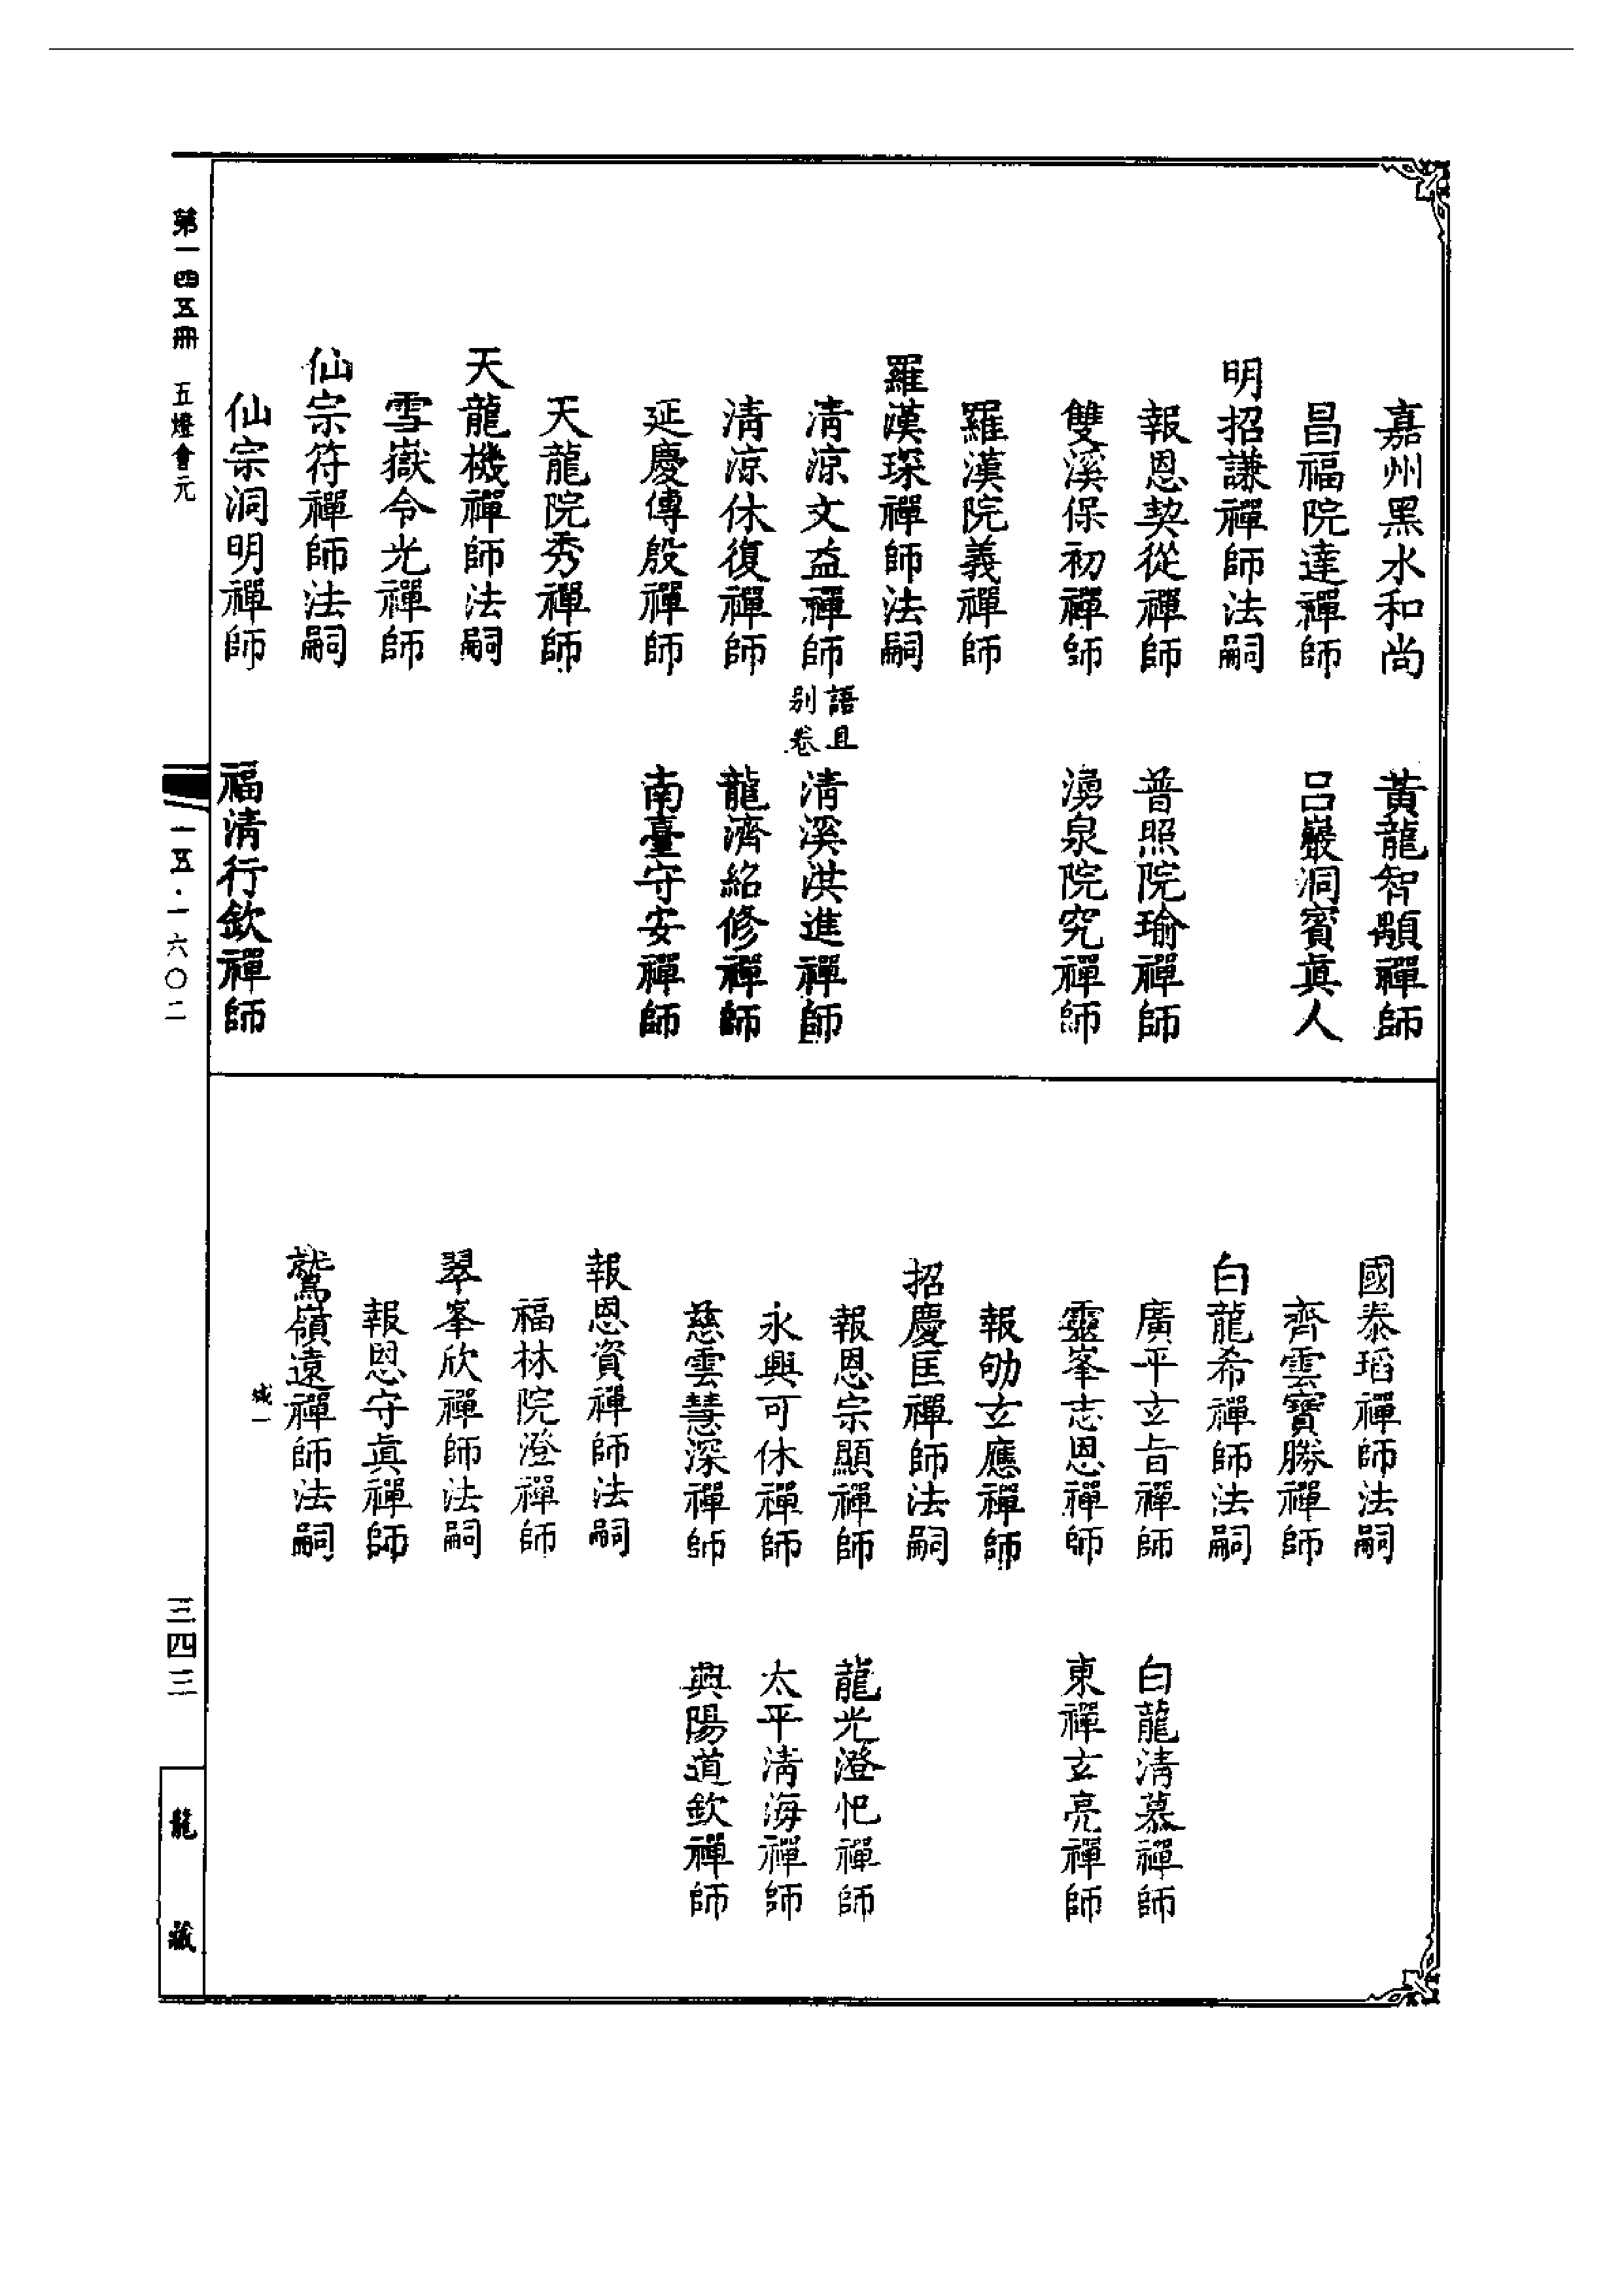 嘉州黑水和尚　黃龍智顒禪師
昌福院達禪師　呂巖洞賓眞人
明招謙禪師法嗣
報恩契從禪師　普照院瑜禪師
雙溪保初禪師　湧泉院究禪師
羅漢院義禪師
羅漢琛禪師法嗣
清涼文益禪師語且別卷　清溪洪進禪師
清涼休復禪師　龍濟紹修禪師
延慶傳殷禪師　南臺守安禪師
天龍院秀禪師
天龍機禪師法嗣
雪嶽令光禪師
仙宗符禪師法嗣
仙宗洞明禪師　福清行欽禪師
國泰瑫禪師法嗣
齊雲寶勝禪師
白龍希禪師法嗣
廣平玄旨禪師　白龍清慕禪師
靈峯志恩禪師　東禪玄亮禪師
報劬玄應禪師
招慶匡禪師法嗣
報恩宗顯禪師　龍光澄忋禪師
永興可休禪師　太平清海禪師
慈雲慧深禪師　興陽道欽禪師
報恩資禪師法嗣
福林院澄禪師
翠峯欣禪師法嗣
報恩守眞禪師
鷲嶺遠禪師法嗣
城一
第一四五冊　五燈會元
一五·一六〇二
三四三
龍藏